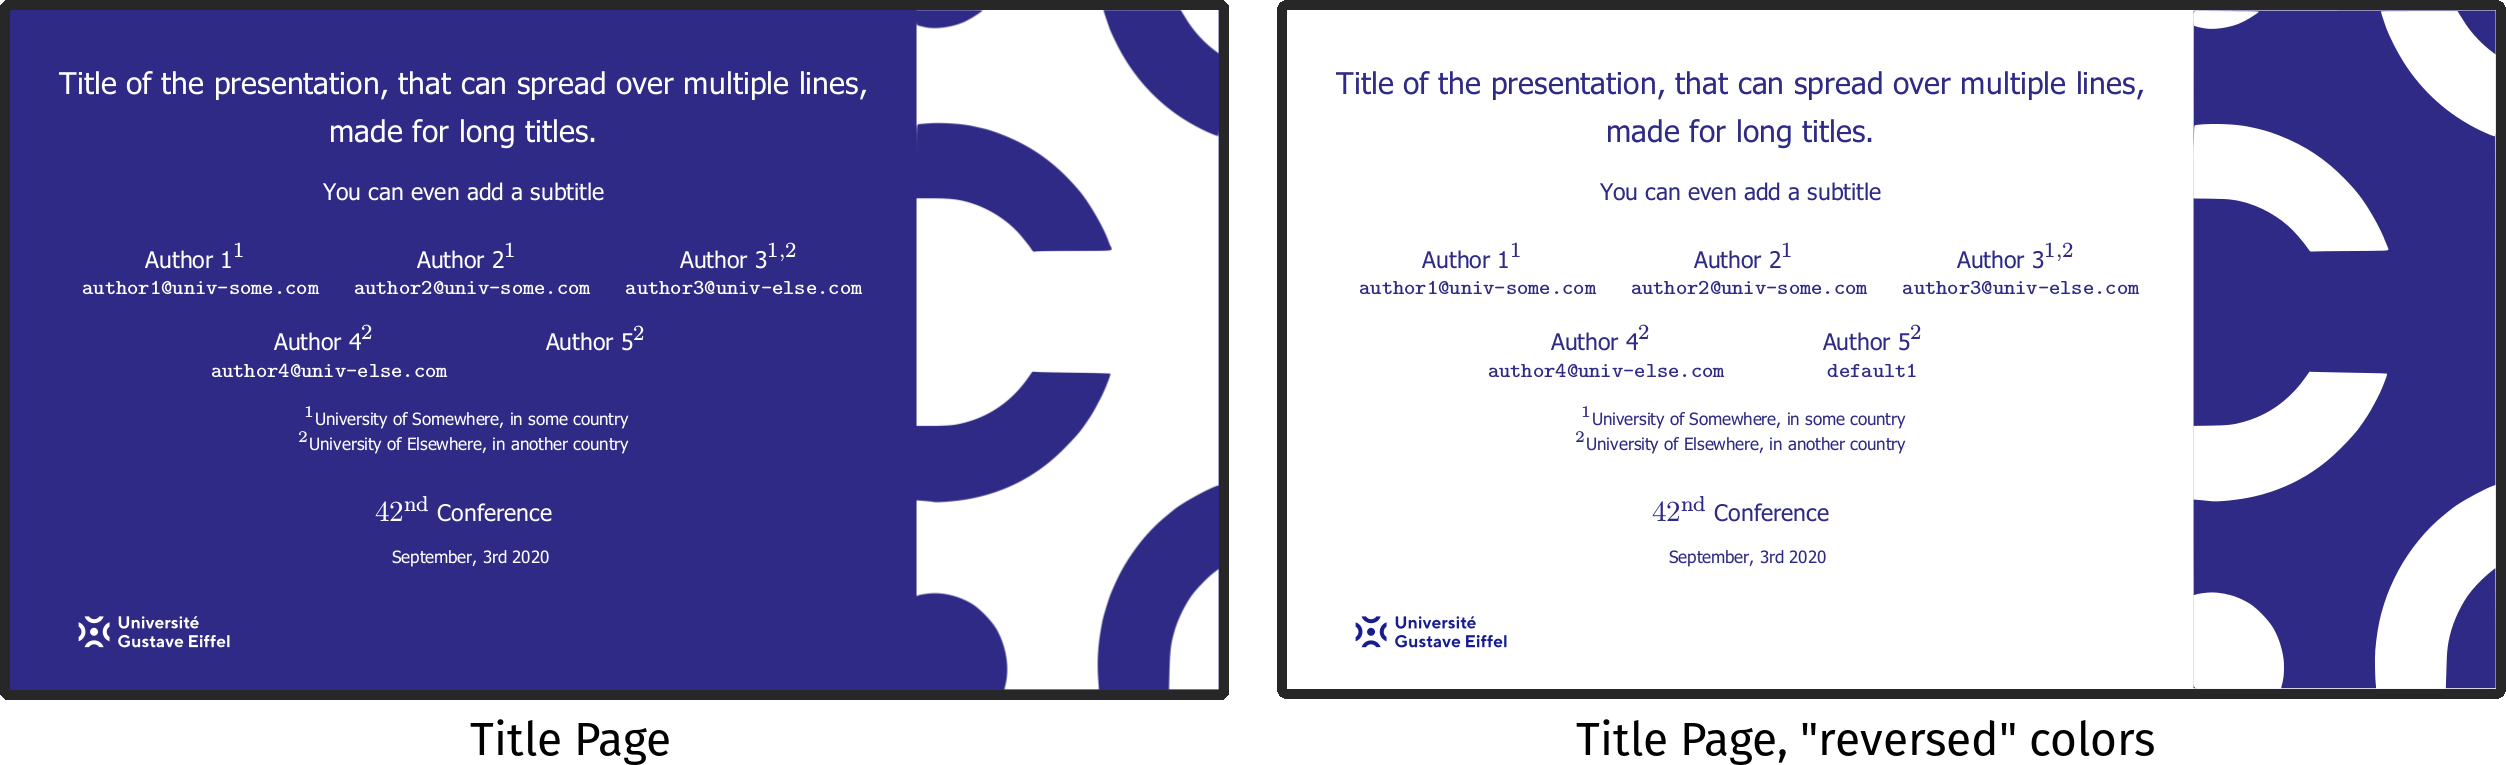 Title of the presentation, that can spread over multiple lines,
made for long titles.
You can even add a subtitle
Author 1¹ Author 2¹ Author 3¹,²
author1@univ-some.com author2@univ-some.com author3@univ-else.com
Author 4² Author 5²
author4@univ-else.com
¹University of Somewhere, in some country
²University of Elsewhere, in another country
42nd Conference
September, 3rd 2020
Université
Gustave Eiffel
Title Page
Title of the presentation, that can spread over multiple lines,
made for long titles.
You can even add a subtitle
Author 1¹ Author 2¹ Author 3¹,²
author1@univ-some.com author2@univ-some.com author3@univ-else.com
Author 4² Author 5²
author4@univ-else.com default1
¹University of Somewhere, in some country
²University of Elsewhere, in another country
42nd Conference
September, 3rd 2020
Université
Gustave Eiffel
Title Page, "reversed" colors